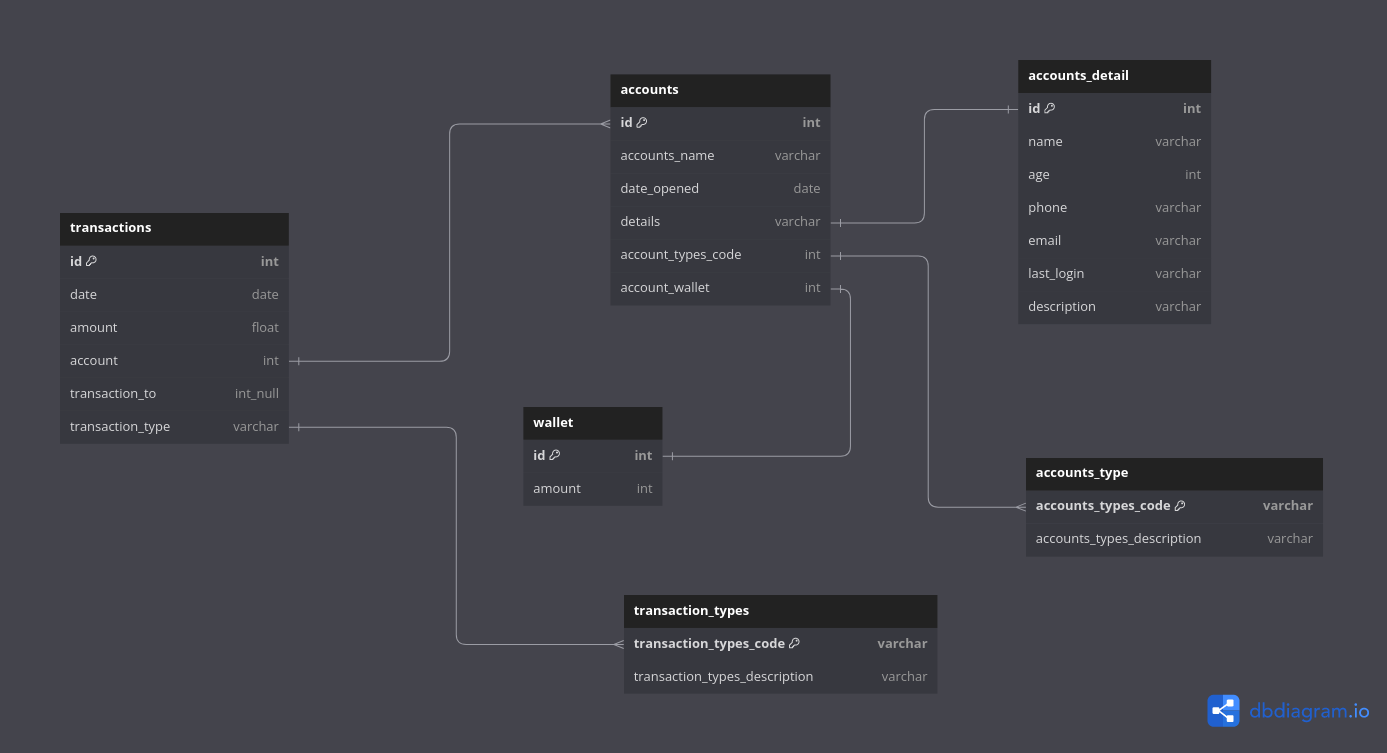 accounts
id int
accounts_name varchar
date_opened date
details varchar
account_types_code int
account_wallet int
accounts_detail
id int
name varchar
age int
phone varchar
email varchar
last_login varchar
description varchar
transactions
id int
date date
amount float
account int
transaction_to int_null
transaction_type varchar
wallet
id int
amount int
accounts_type
accounts_types_code varchar
accounts_types_description varchar
transaction_types
transaction_types_code varchar
transaction_types_description varchar
dbdiagram.io